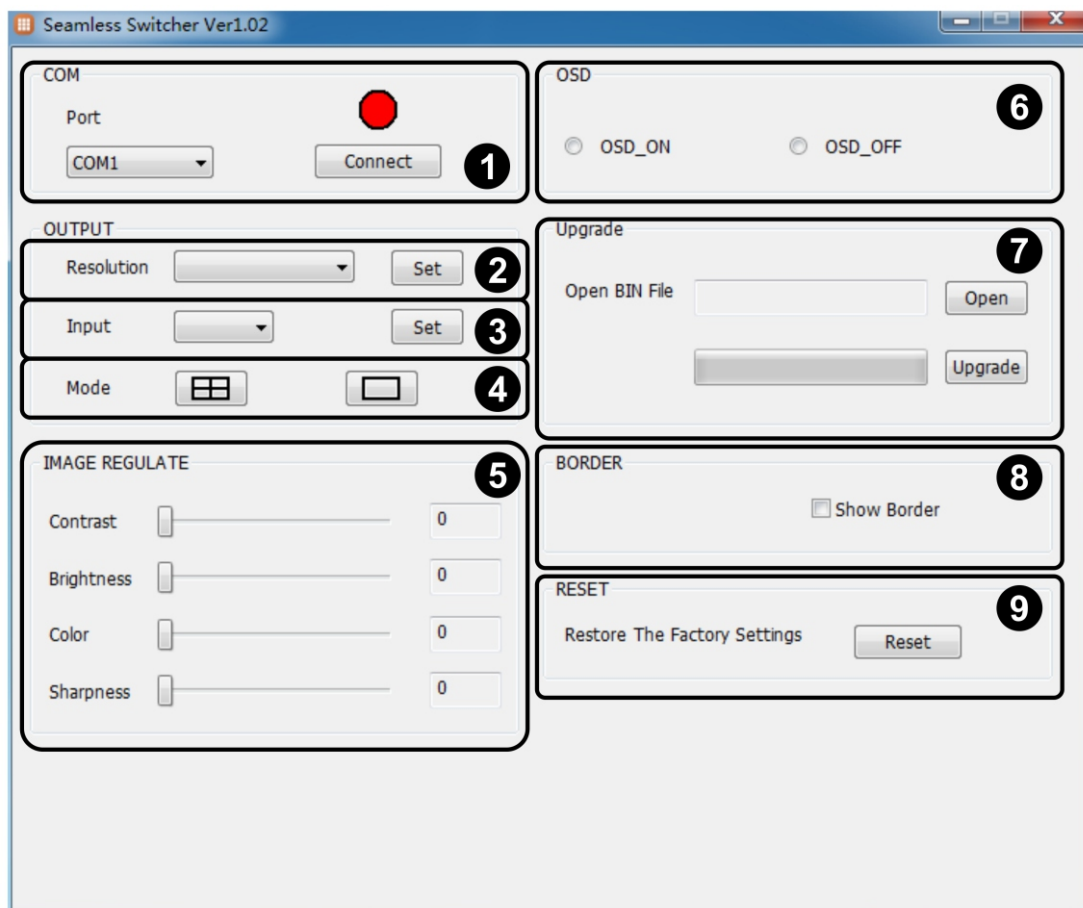 Seamless Switcher Ver1.02
COM
Port
COM1
Connect
1
OUTPUT
Resolution
Set
2
Input
Set
3
Mode
4
IMAGE REGULATE
5
Contrast
0
Brightness
0
Color
0
Sharpness
0
OSD
6
OSD_ON
OSD_OFF
Upgrade
7
Open BIN File
Open
Upgrade
BORDER
8
Show Border
RESET
9
Restore The Factory Settings
Reset